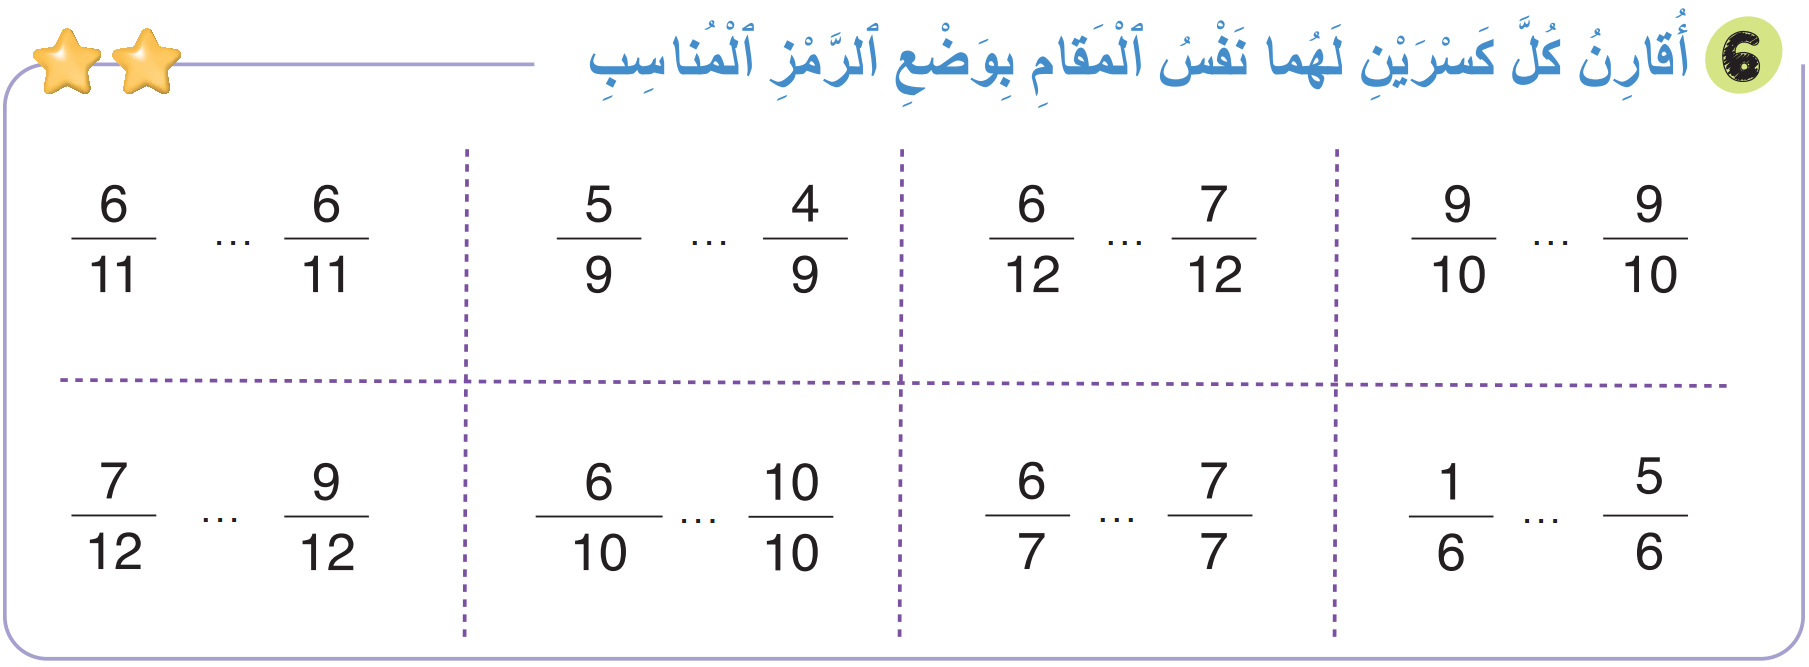 6 أُقارِنُ كُلَّ كَسْرَيْنِ لَهُما نَفْسُ ٱلْمَقامِ بِوَضْعِ ٱلرَّمْزِ ٱلْمُناسِبِ
6/11 ... 6/11 5/9 ... 4/9 6/12 ... 7/12 9/10 ... 9/10
7/12 ... 9/12 6/10 ... 10/10 6/7 ... 7/7 1/6 ... 5/6